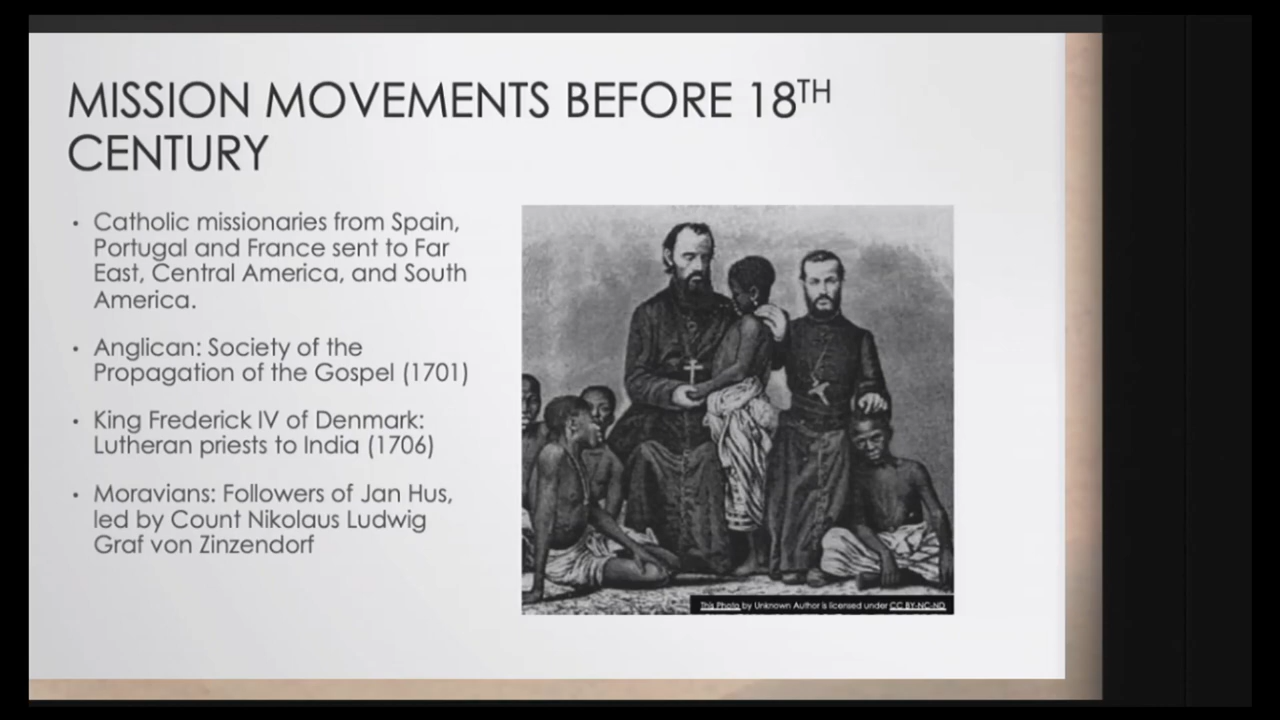 MISSION MOVEMENTS BEFORE 18TH
CENTURY
• Catholic missionaries from Spain,
Portugal and France sent to Far
East, Central America, and South
America.
• Anglican: Society of the
Propagation of the Gospel (1701)
• King Frederick IV of Denmark:
Lutheran priests to India (1706)
• Moravians: Followers of Jan Hus,
led by Count Nikolaus Ludwig
Graf von Zinzendorf
This Photo by Unknown Author is licensed under CC BY-NC-ND